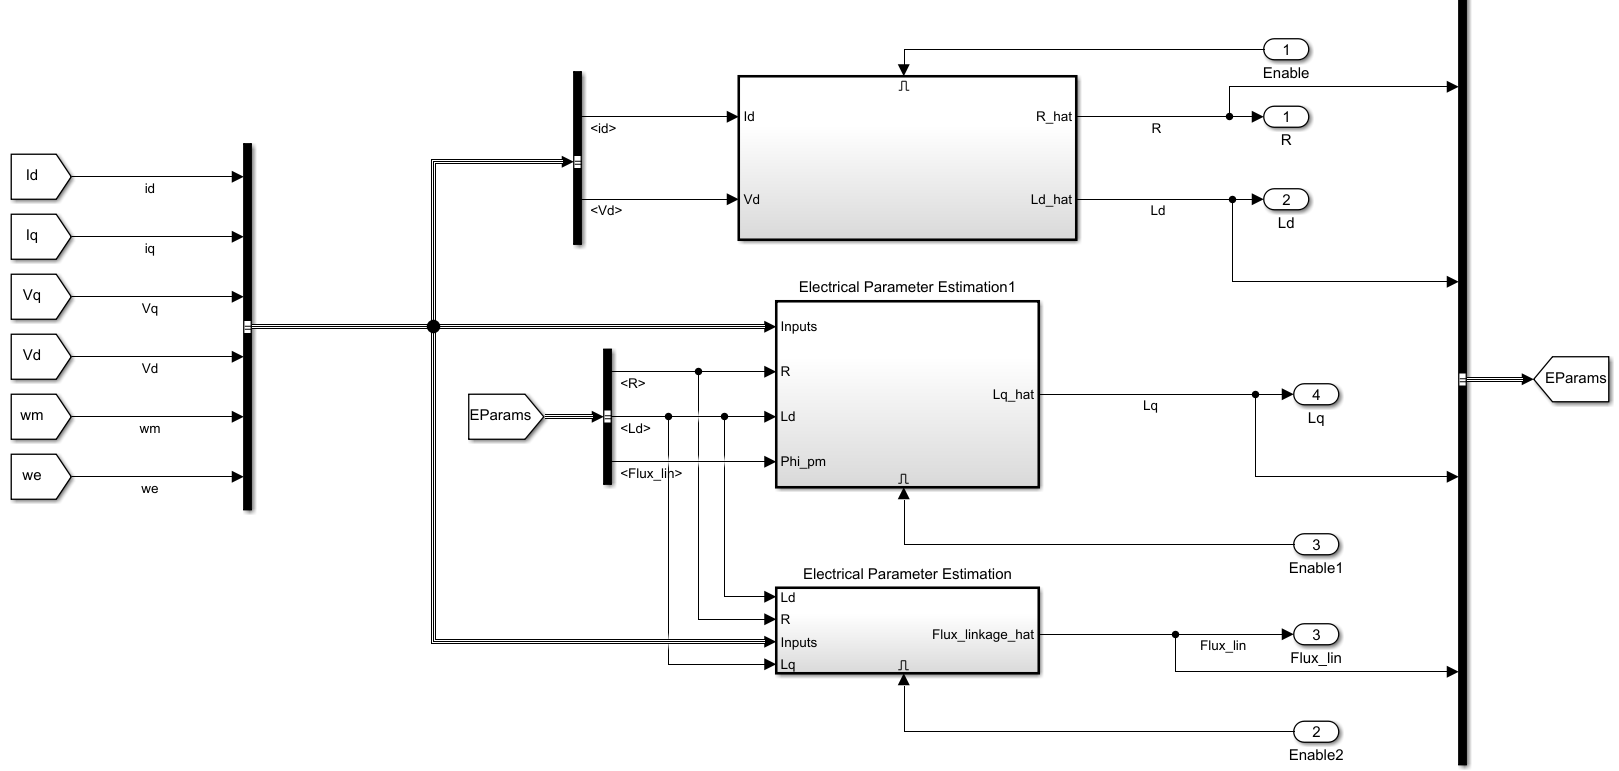 Id
id
Iq
iq
Vq
Vq
Vd
Vd
wm
wm
we
we
<id>
<Vd>
Id
Vd
R_hat
Ld_hat
1
Enable
R
1
R
Ld
2
Ld
Electrical Parameter Estimation1
Inputs
R
Ld
Phi_pm
Lq_hat
EParams
<R>
<Ld>
<Flux_lin>
Lq
4
Lq
3
Enable1
Electrical Parameter Estimation
Ld
R
Inputs
Lq
Flux_linkage_hat
Flux_lin
3
Flux_lin
2
Enable2
EParams